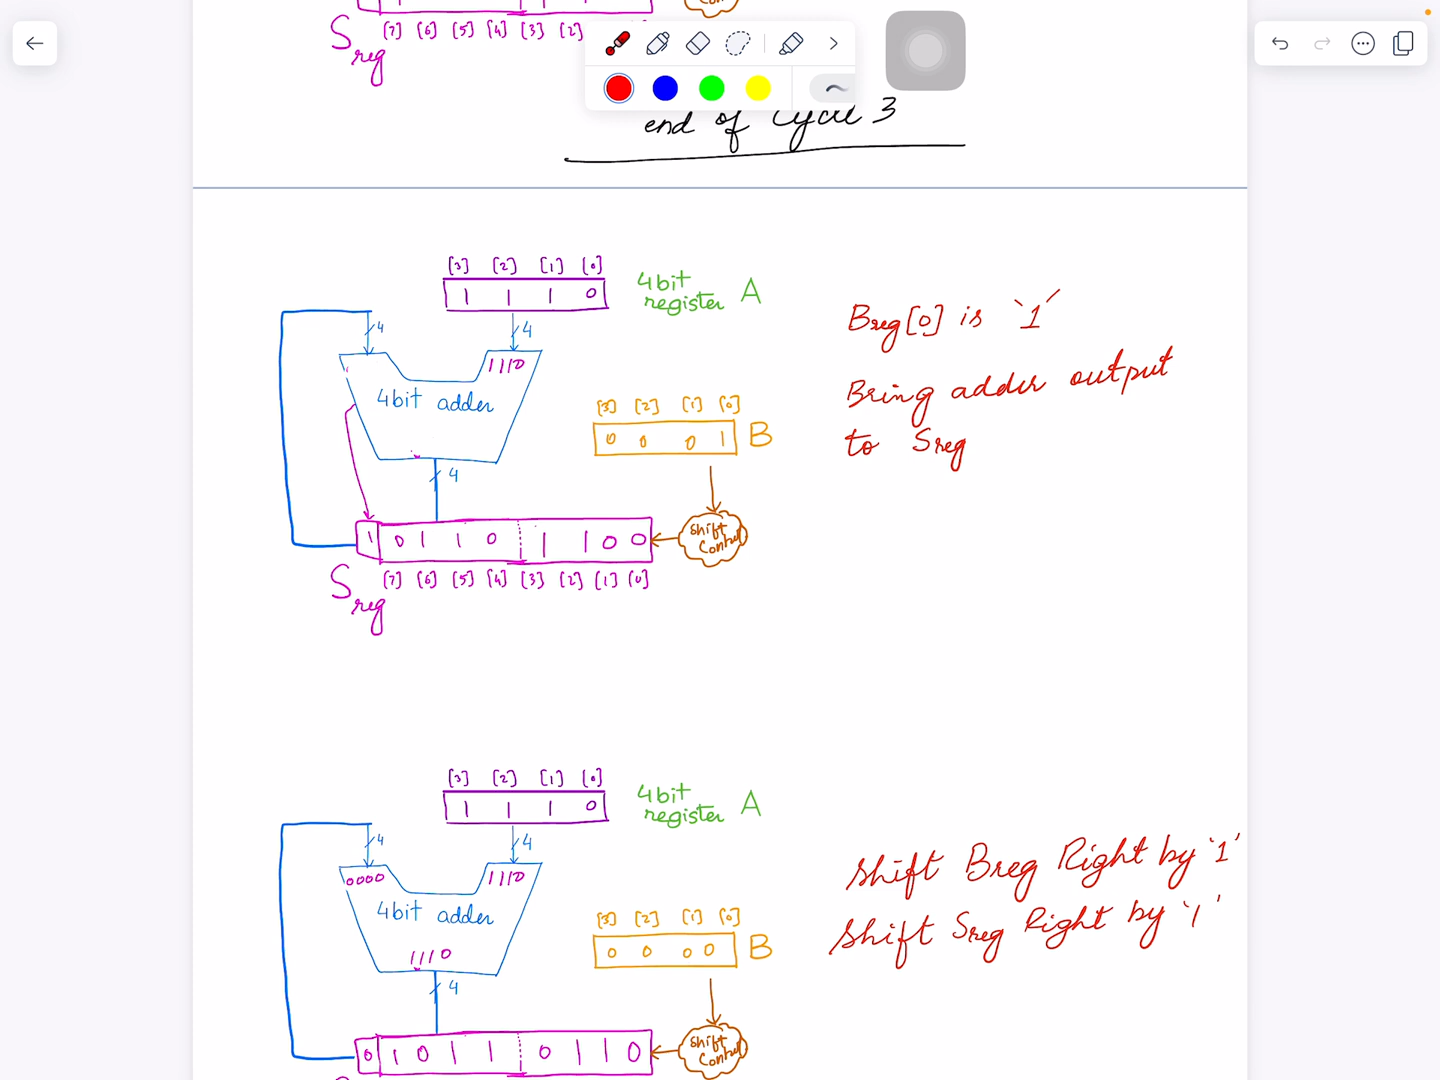 S reg [7] [6] [5] [4] [3] [2]
end of Cycle 3
[3] [2] [1] [0]
1 1 1 0
4bit register A
4 4
1110
4bit adder
4
[3] [2] [1] [0]
0 0 0 1 B
Shift Control
1 0 1 1 0 1 1 0 0
S reg [7] [6] [5] [4] [3] [2] [1] [0]
Breg[0] is '1'
Bring adder output
to Sreg
[3] [2] [1] [0]
1 1 1 0
4bit register A
4 4
0000 1110
4bit adder
1110
4
[3] [2] [1] [0]
0 0 0 0 B
Shift Control
0 1 0 1 1 0 1 1 0
Shift Breg Right by '1'
Shift Sreg Right by '1'